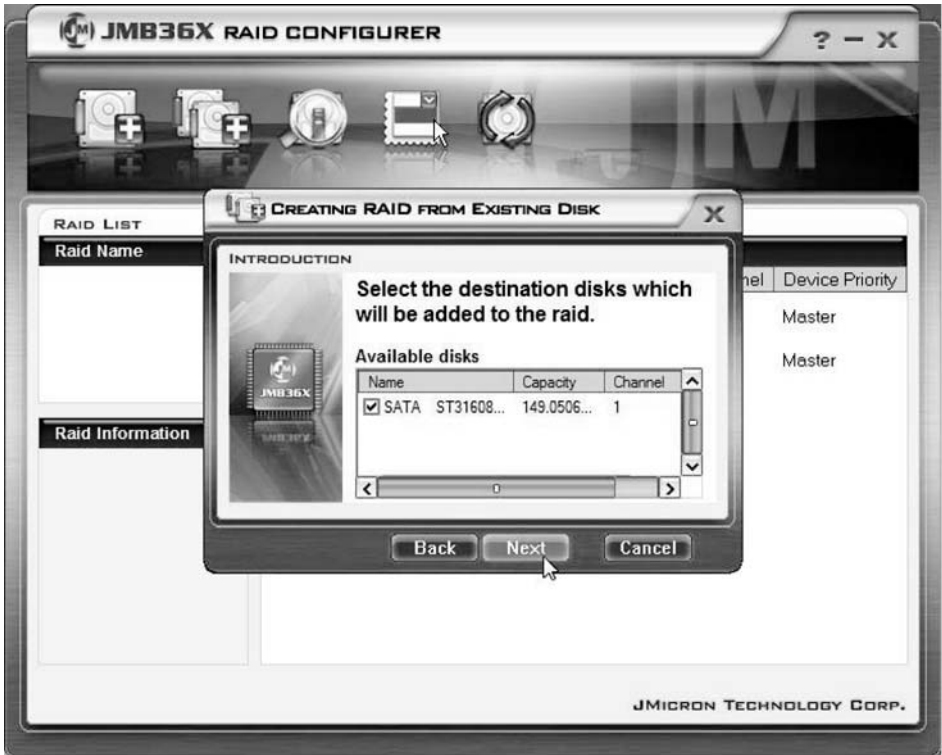 JMB36X RAID CONFIGURER
? - X
JM
CREATING RAID FROM EXISTING DISK
X
RAID LIST
Raid Name
INTRODUCTION
nel Device Priority
Select the destination disks which
will be added to the raid.
Master
Available disks
Master
Name Capacity Channel
SATA ST31608... 149.0506... 1
JMB36X
Raid Information
Back Next Cancel
JMICRON TECHNOLOGY CORP.